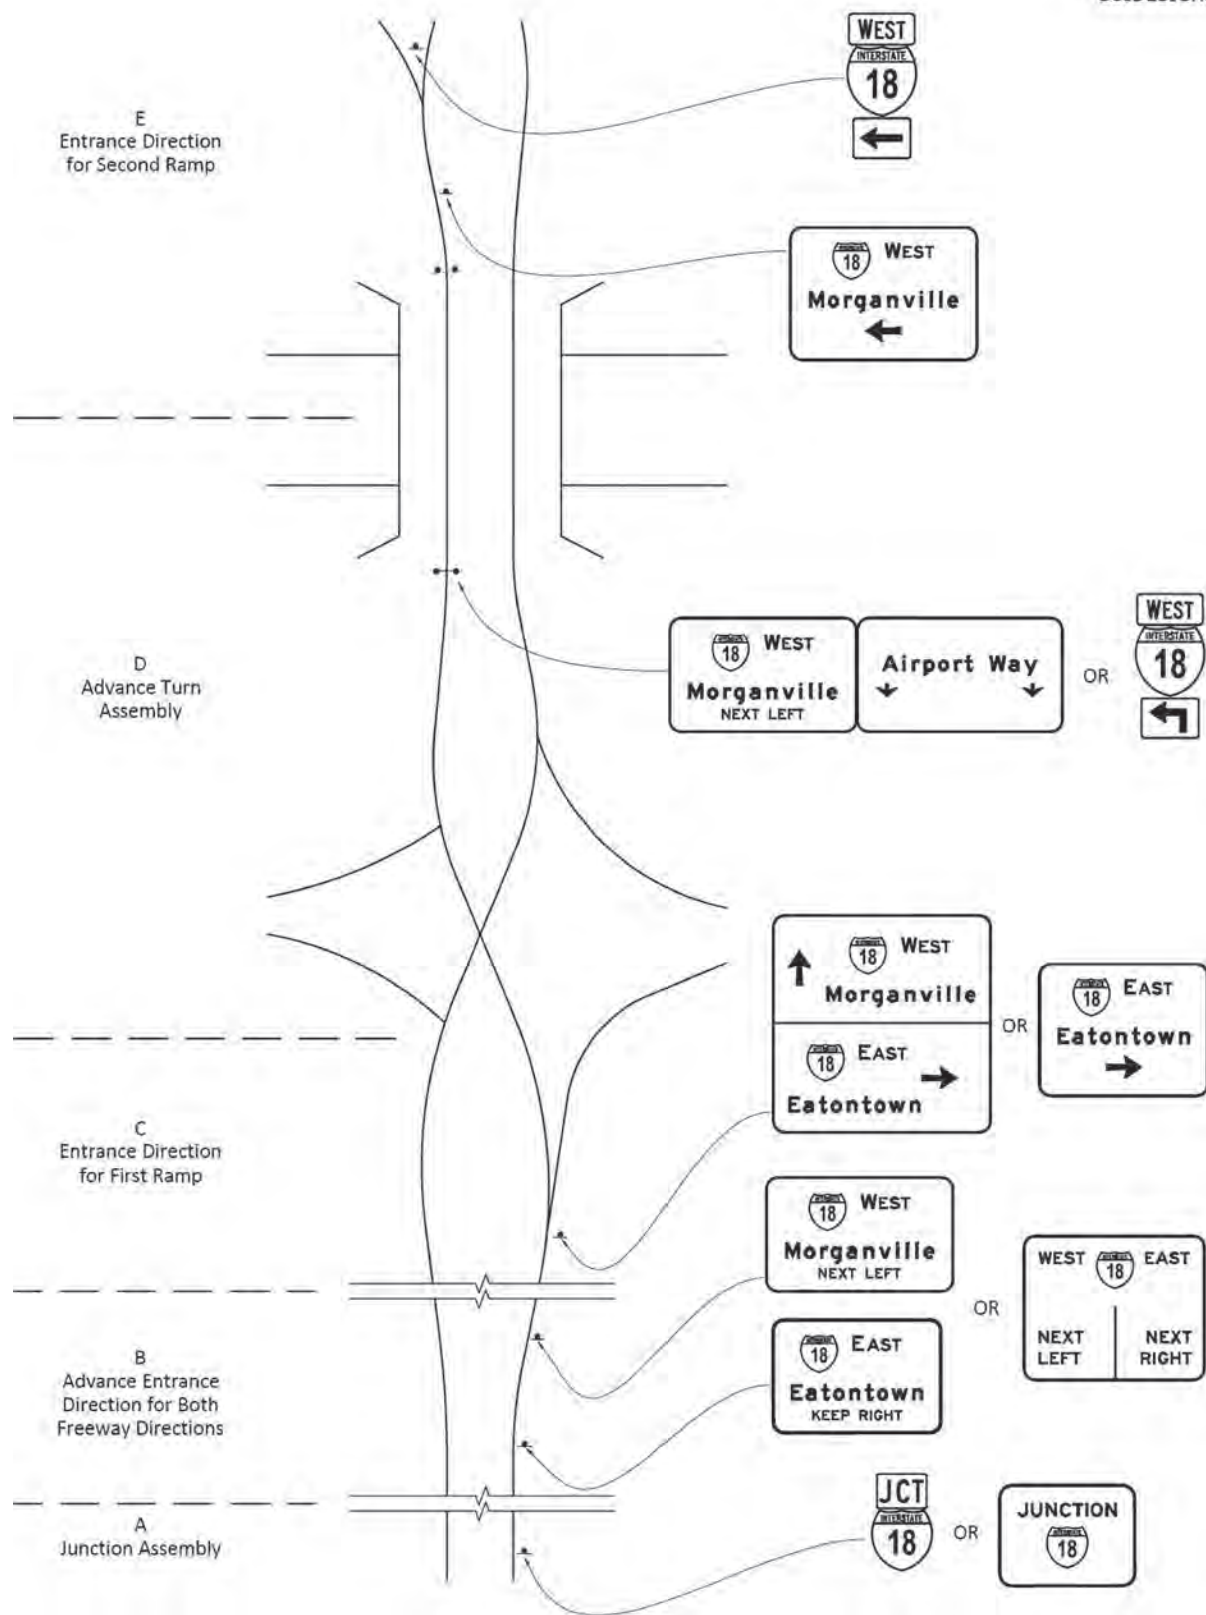 WEST
INTERSTATE
18
E
Entrance Direction
for Second Ramp
18 WEST
Morganville
D
Advance Turn
Assembly
18 WEST
Morganville
NEXT LEFT
Airport Way
OR
WEST
INTERSTATE
18
18 WEST
Morganville
18 EAST
Eatontown
OR
18 EAST
Eatontown
C
Entrance Direction
for First Ramp
18 WEST
Morganville
NEXT LEFT
18 EAST
Eatontown
KEEP RIGHT
OR
WEST 18 EAST
NEXT
LEFT
NEXT
RIGHT
B
Advance Entrance
Direction for Both
Freeway Directions
A
Junction Assembly
JCT
INTERSTATE
18
OR
JUNCTION
18